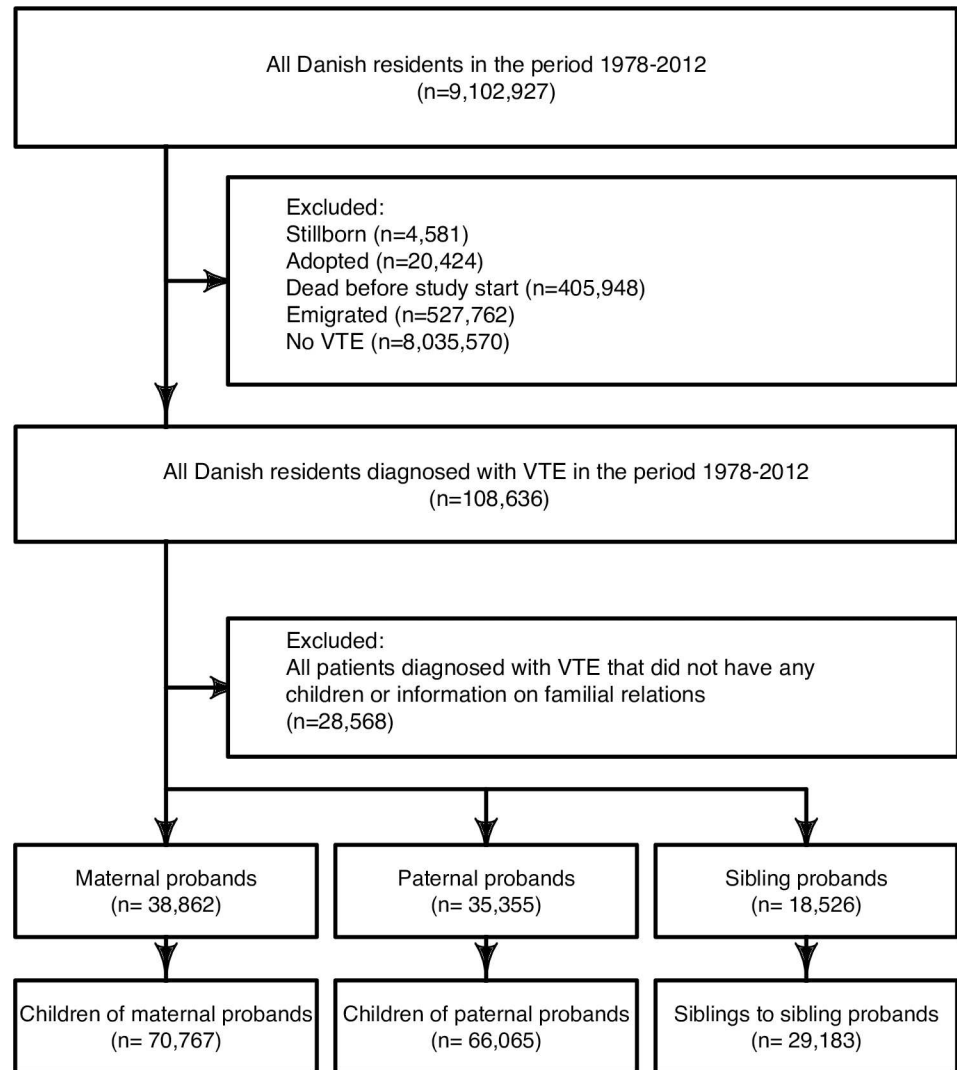 All Danish residents in the period 1978-2012
(n=9,102,927)
Excluded:
Stillborn (n=4,581)
Adopted (n=20,424)
Dead before study start (n=405,948)
Emigrated (n=527,762)
No VTE (n=8,035,570)
All Danish residents diagnosed with VTE in the period 1978-2012
(n=108,636)
Excluded:
All patients diagnosed with VTE that did not have any
children or information on familial relations
(n=28,568)
Maternal probands
(n= 38,862)
Paternal probands
(n= 35,355)
Sibling probands
(n= 18,526)
Children of maternal probands
(n= 70,767)
Children of paternal probands
(n= 66,065)
Siblings to sibling probands
(n= 29,183)